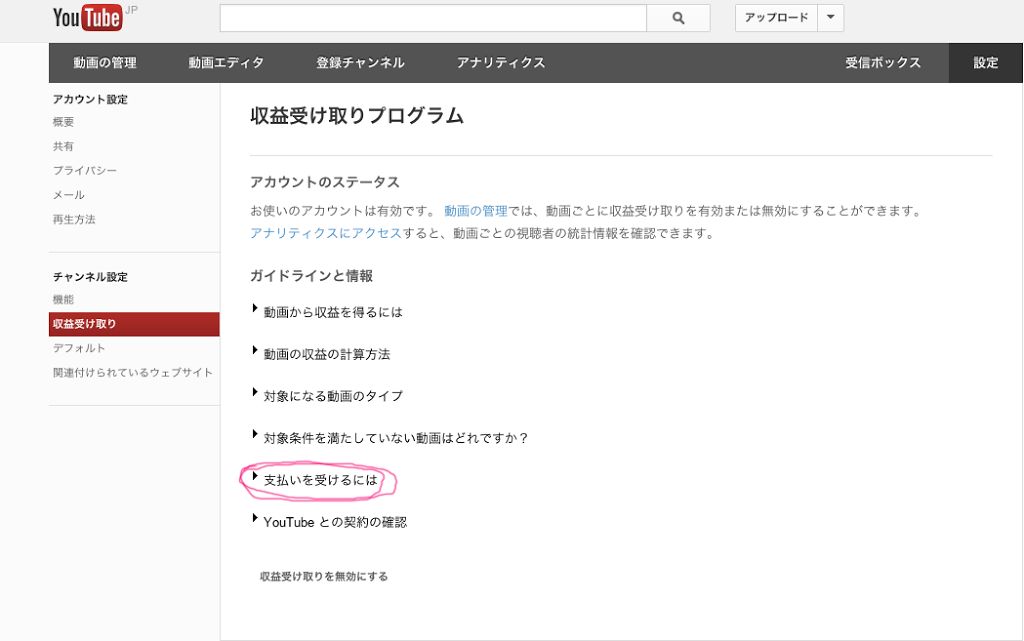 YouTube JP
アップロード
動画の管理 動画エディタ 登録チャンネル アナリティクス 受信ボックス 設定
アカウント設定
概要
共有
プライバシー
メール
再生方法
チャンネル設定
機能
収益受け取り
デフォルト
関連付けられているウェブサイト
収益受け取りプログラム
アカウントのステータス
お使いのアカウントは有効です。 動画の管理では、動画ごとに収益受け取りを有効または無効にすることができます。
アナリティクスにアクセスすると、動画ごとの視聴者の統計情報を確認できます。
ガイドラインと情報
動画から収益を得るには
動画の収益の計算方法
対象になる動画のタイプ
対象条件を満たしていない動画はどれですか？
支払いを受けるには
YouTube との契約の確認
収益受け取りを無効にする